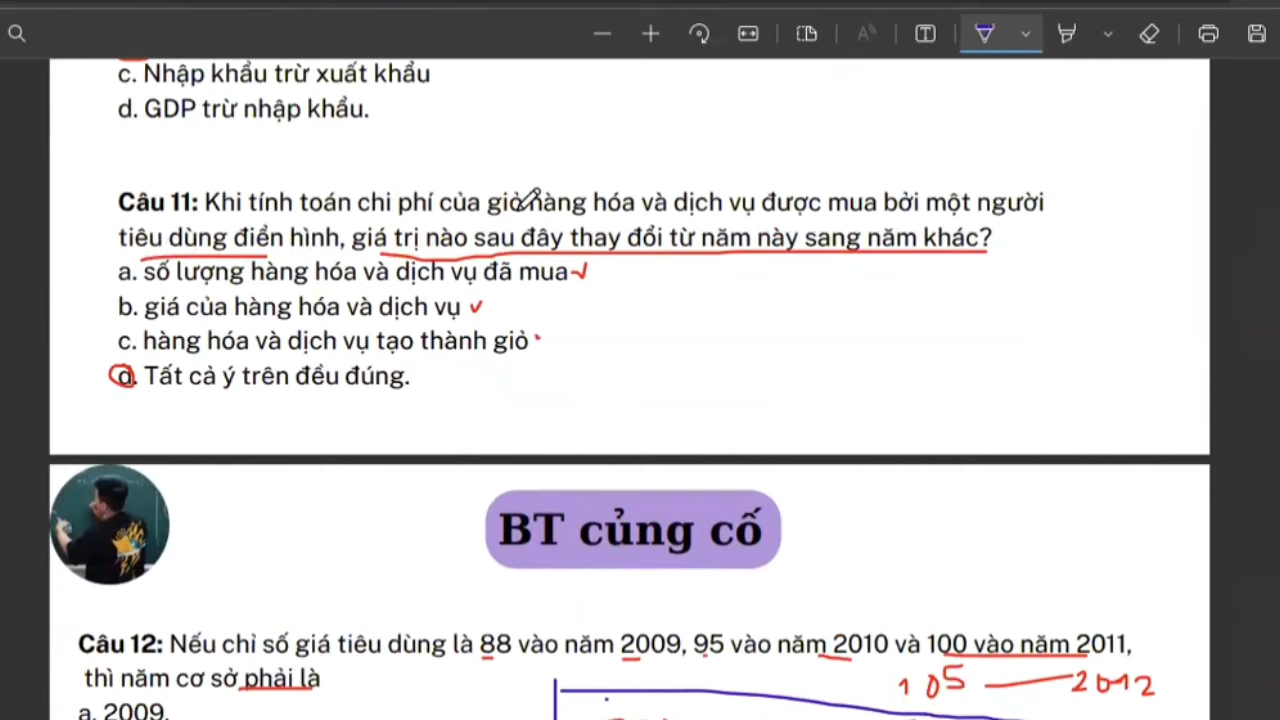 c. Nhập khẩu trừ xuất khẩu
d. GDP trừ nhập khẩu.
Câu 11: Khi tính toán chi phí của giỏ hàng hóa và dịch vụ được mua bởi một người
tiêu dùng điển hình, giá trị nào sau đây thay đổi từ năm này sang năm khác?
a. số lượng hàng hóa và dịch vụ đã mua
b. giá của hàng hóa và dịch vụ
c. hàng hóa và dịch vụ tạo thành giỏ
d. Tất cả ý trên đều đúng.
BT củng cố
Câu 12: Nếu chỉ số giá tiêu dùng là 88 vào năm 2009, 95 vào năm 2010 và 100 vào năm 2011,
thì năm cơ sở phải là
105 — 2012
a. 2009.